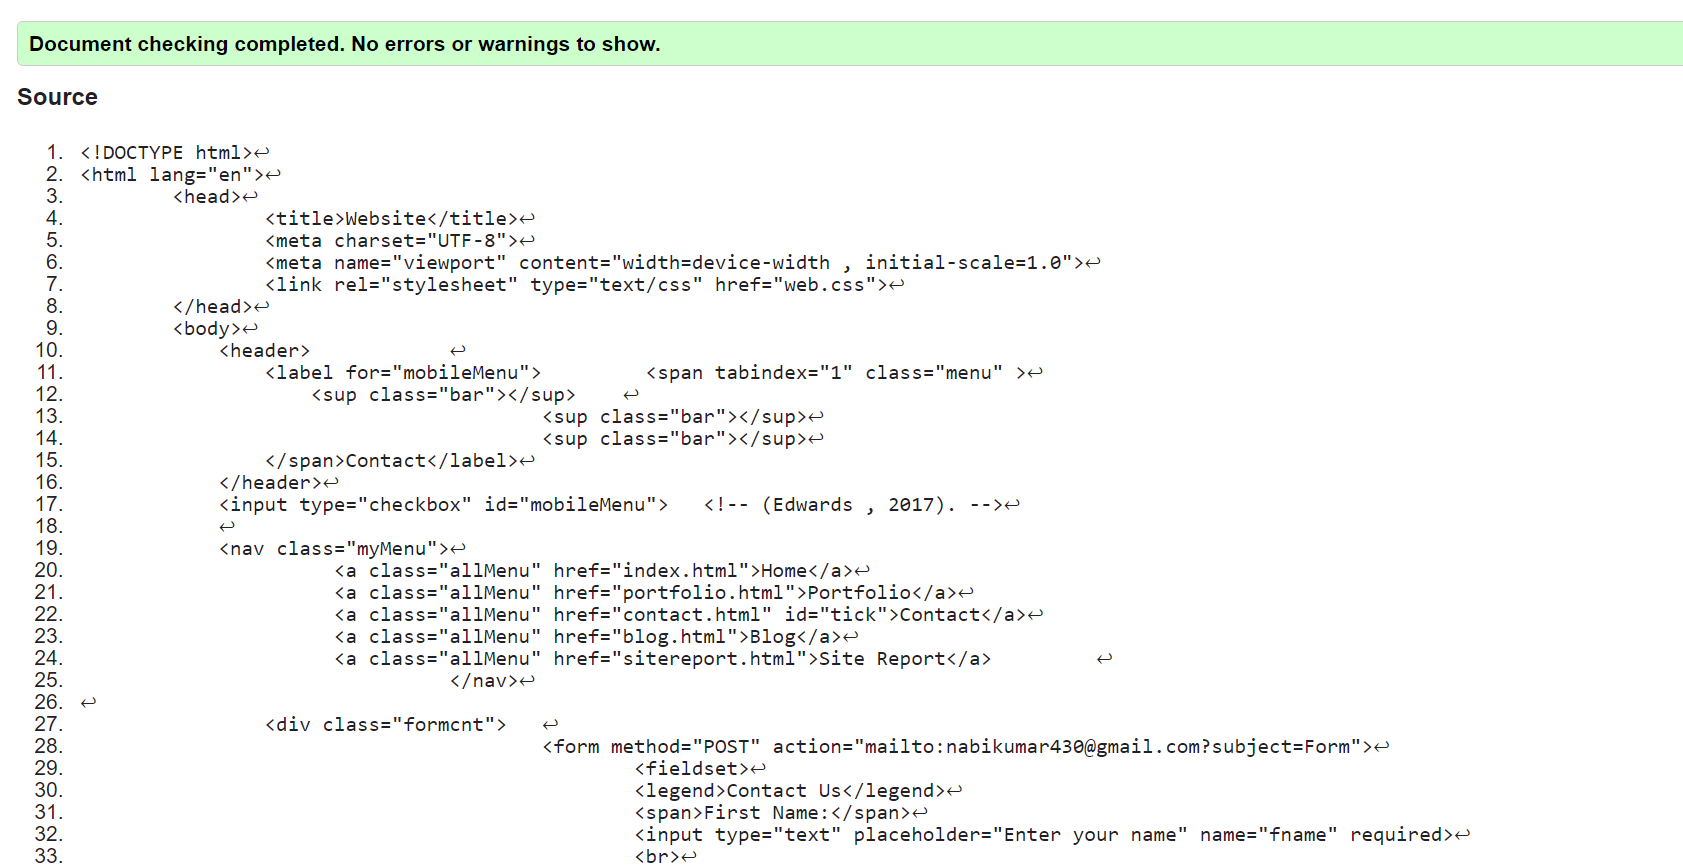 Document checking completed. No errors or warnings to show.
Source
1. <!DOCTYPE html>↩
2. <html lang="en">↩
3. <head>↩
4. <title>Website</title>↩
5. <meta charset="UTF-8">↩
6. <meta name="viewport" content="width=device-width , initial-scale=1.0">↩
7. <link rel="stylesheet" type="text/css" href="web.css">↩
8. </head>↩
9. <body>↩
10. <header> ↩
11. <label for="mobileMenu"> <span tabindex="1" class="menu" >↩
12. <sup class="bar"></sup> ↩
13. <sup class="bar"></sup>↩
14. <sup class="bar"></sup>↩
15. </span>Contact</label>↩
16. </header>↩
17. <input type="checkbox" id="mobileMenu"> <!-- (Edwards , 2017). -->↩
18. ↩
19. <nav class="myMenu">↩
20. <a class="allMenu" href="index.html">Home</a>↩
21. <a class="allMenu" href="portfolio.html">Portfolio</a>↩
22. <a class="allMenu" href="contact.html" id="tick">Contact</a>↩
23. <a class="allMenu" href="blog.html">Blog</a>↩
24. <a class="allMenu" href="sitereport.html">Site Report</a> ↩
25. </nav>↩
26. ↩
27. <div class="formcnt"> ↩
28. <form method="POST" action="mailto:nabikumar430@gmail.com?subject=Form">↩
29. <fieldset>↩
30. <legend>Contact Us</legend>↩
31. <span>First Name:</span>↩
32. <input type="text" placeholder="Enter your name" name="fname" required>↩
33. <br>↩